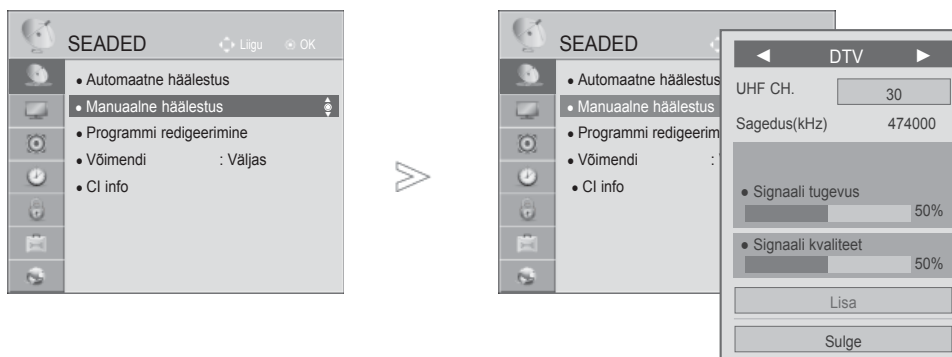 SEADED Liigu OK
• Automaatne häälestus
• Manuaalne häälestus
• Programmi redigeerimine
• Võimendi : Väljas
• CI info
SEADED
• Automaatne häälestus
• Manuaalne häälestus
• Programmi redigeerim
• Võimendi :
• CI info
◄ DTV ►
UHF CH. 30
Sagedus(kHz) 474000
• Signaali tugevus
50%
• Signaali kvaliteet
50%
Lisa
Sulge